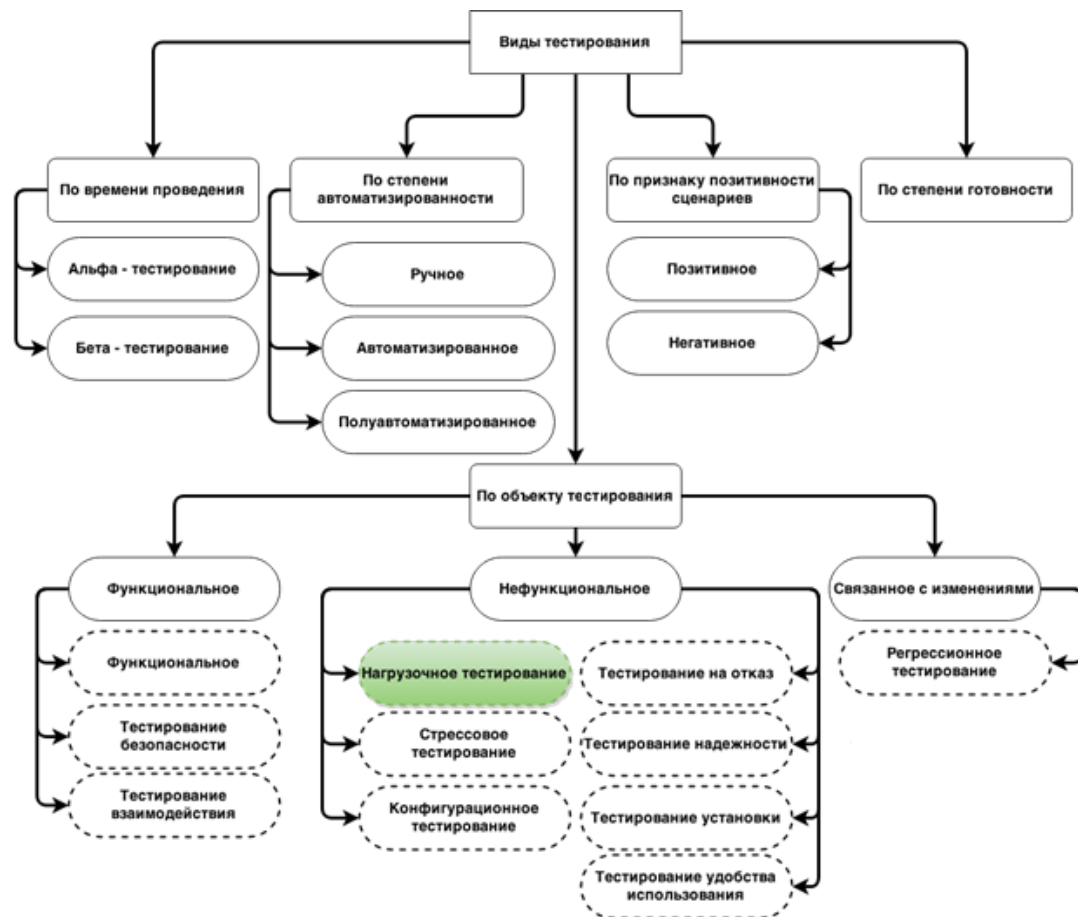 Виды тестирования
По времени проведения
Альфа - тестирование
Бета - тестирование
По степени
автоматизированности
Ручное
Автоматизированное
Полуавтоматизированное
По признаку позитивности
сценариев
Позитивное
Негативное
По степени готовности
По объекту тестирования
Функциональное
Функциональное
Тестирование
безопасности
Тестирование
взаимодействия
Нефункциональное
Нагрузочное тестирование
Стрессовое
тестирование
Конфигурационное
тестирование
Тестирование на отказ
Тестирование надежности
Тестирование установки
Тестирование удобства
использования
Связанное с изменениями
Регрессионное
тестирование